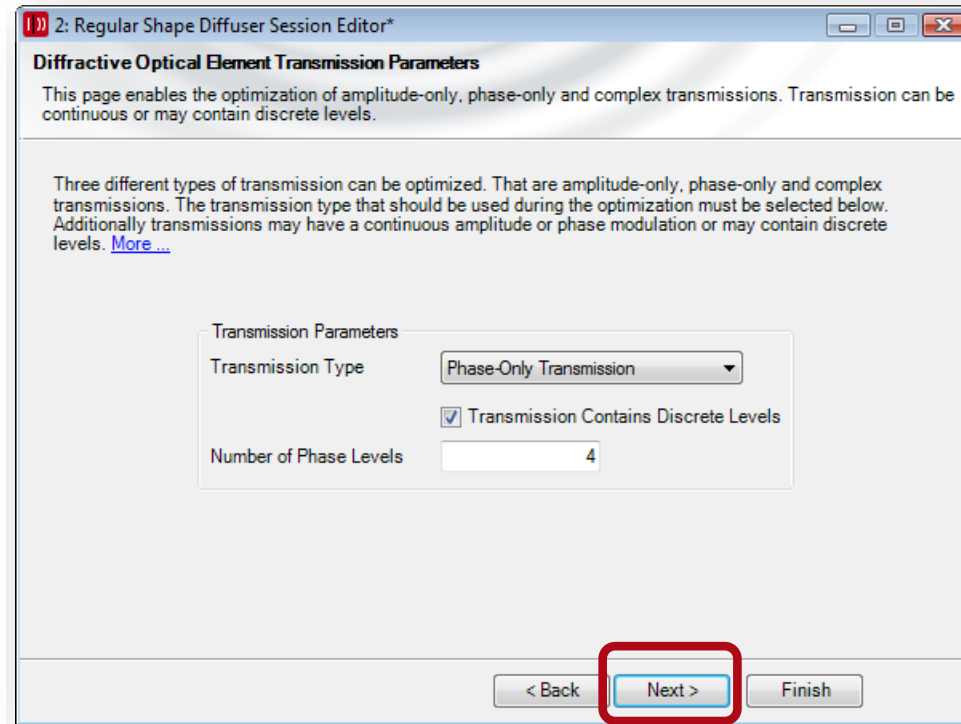 2: Regular Shape Diffuser Session Editor*
Diffractive Optical Element Transmission Parameters
This page enables the optimization of amplitude-only, phase-only and complex transmissions. Transmission can be
continuous or may contain discrete levels.
Three different types of transmission can be optimized. That are amplitude-only, phase-only and complex
transmissions. The transmission type that should be used during the optimization must be selected below.
Additionally transmissions may have a continuous amplitude or phase modulation or may contain discrete
levels. More ...
Transmission Parameters
Transmission Type Phase-Only Transmission
Transmission Contains Discrete Levels
Number of Phase Levels 4
< Back Next > Finish